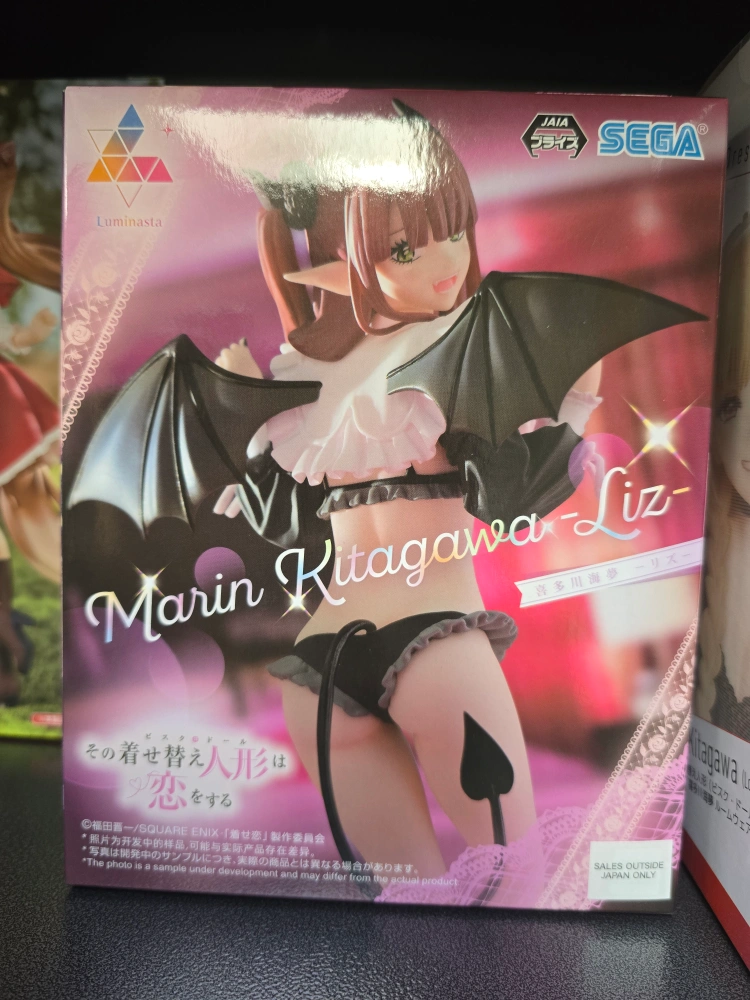 Luminasta
JAIA
プライズ
SEGA®
Marin Kitagawa -Liz-
喜多川海夢 ーリズー
ビスク・ドール
その着せ替え人形は
恋をする
©福田晋一/SQUARE ENIX・「着せ恋」製作委員会
*照片为开发中的样品,可能与实际产品存在差异。
*写真は開発中のサンプルにつき、実際の商品とは異なる場合があります。
*The photo is a sample under development and may differ from the actual product
SALES OUTSIDE
JAPAN ONLY
Kitagawa